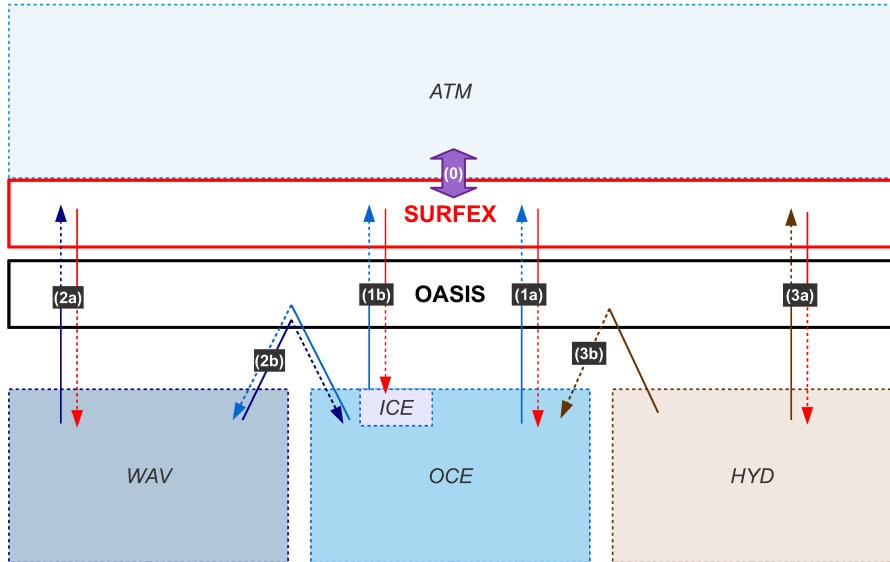 ATM
(0)
SURFEX
(2a)
(1b)
OASIS
(1a)
(3a)
(2b)
(3b)
ICE
WAV
OCE
HYD